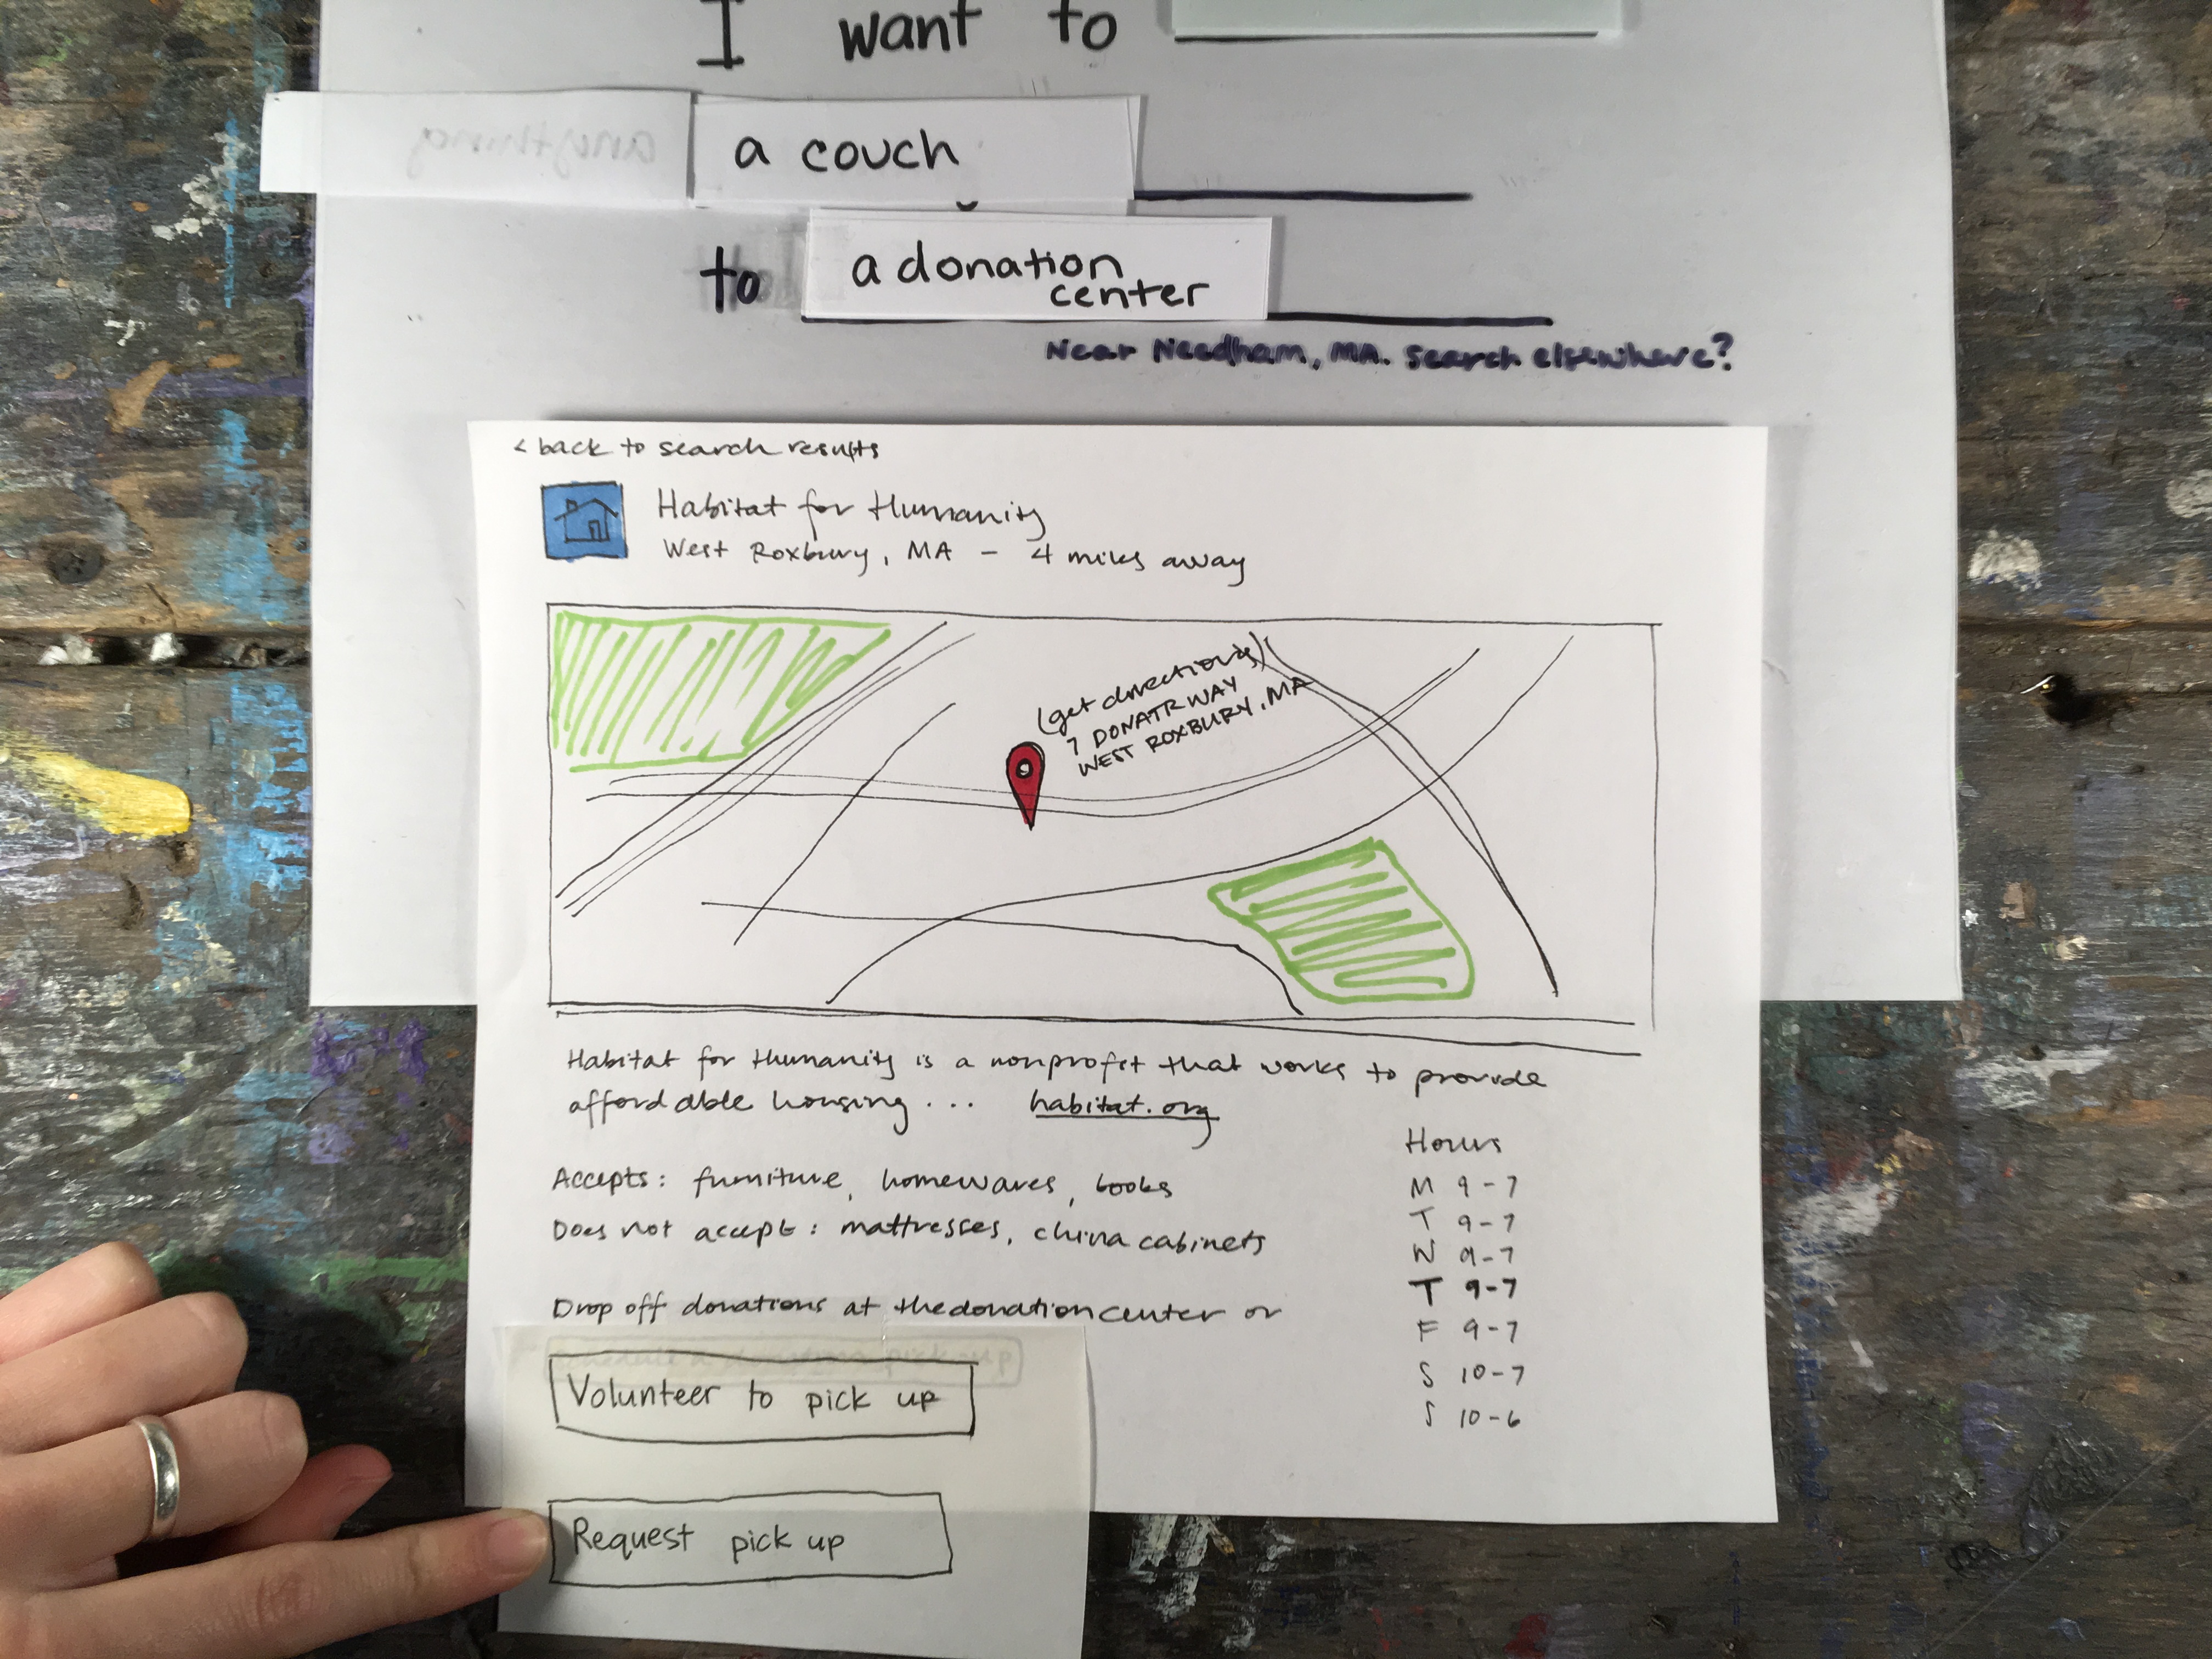 I want to
anything
a couch
to a donation
center
Near Needham, MA. Search elsewhere?
< back to search results
Habitat for Humanity
West Roxbury, MA - 4 miles away
(get directions)
7 DONATR WAY
WEST ROXBURY, MA
Habitat for Humanity is a nonprofit that works to provide
affordable housing... habitat.org
Accepts: furniture, homewares, books
Does not accept: mattresses, china cabinets
Drop off donations at the donation center or
schedule a donation pick-up
Volunteer to pick up
Request pick up
Hours
M 9-7
T 9-7
W 9-7
T 9-7
F 9-7
S 10-7
S 10-6